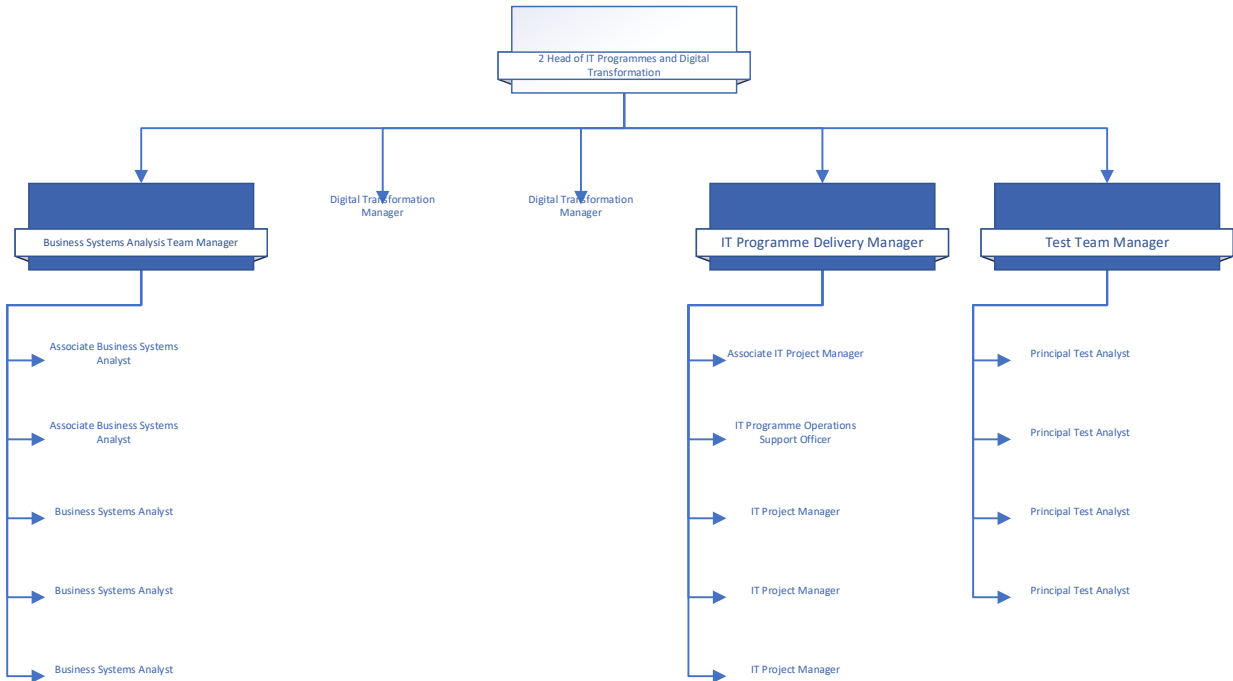 2 Head of IT Programmes and Digital
Transformation
Digital Transformation
Manager
Digital Transformation
Manager
Business Systems Analysis Team Manager
IT Programme Delivery Manager
Test Team Manager
Associate Business Systems
Analyst
Associate Business Systems
Analyst
Business Systems Analyst
Business Systems Analyst
Business Systems Analyst
Associate IT Project Manager
IT Programme Operations
Support Officer
IT Project Manager
IT Project Manager
IT Project Manager
Principal Test Analyst
Principal Test Analyst
Principal Test Analyst
Principal Test Analyst